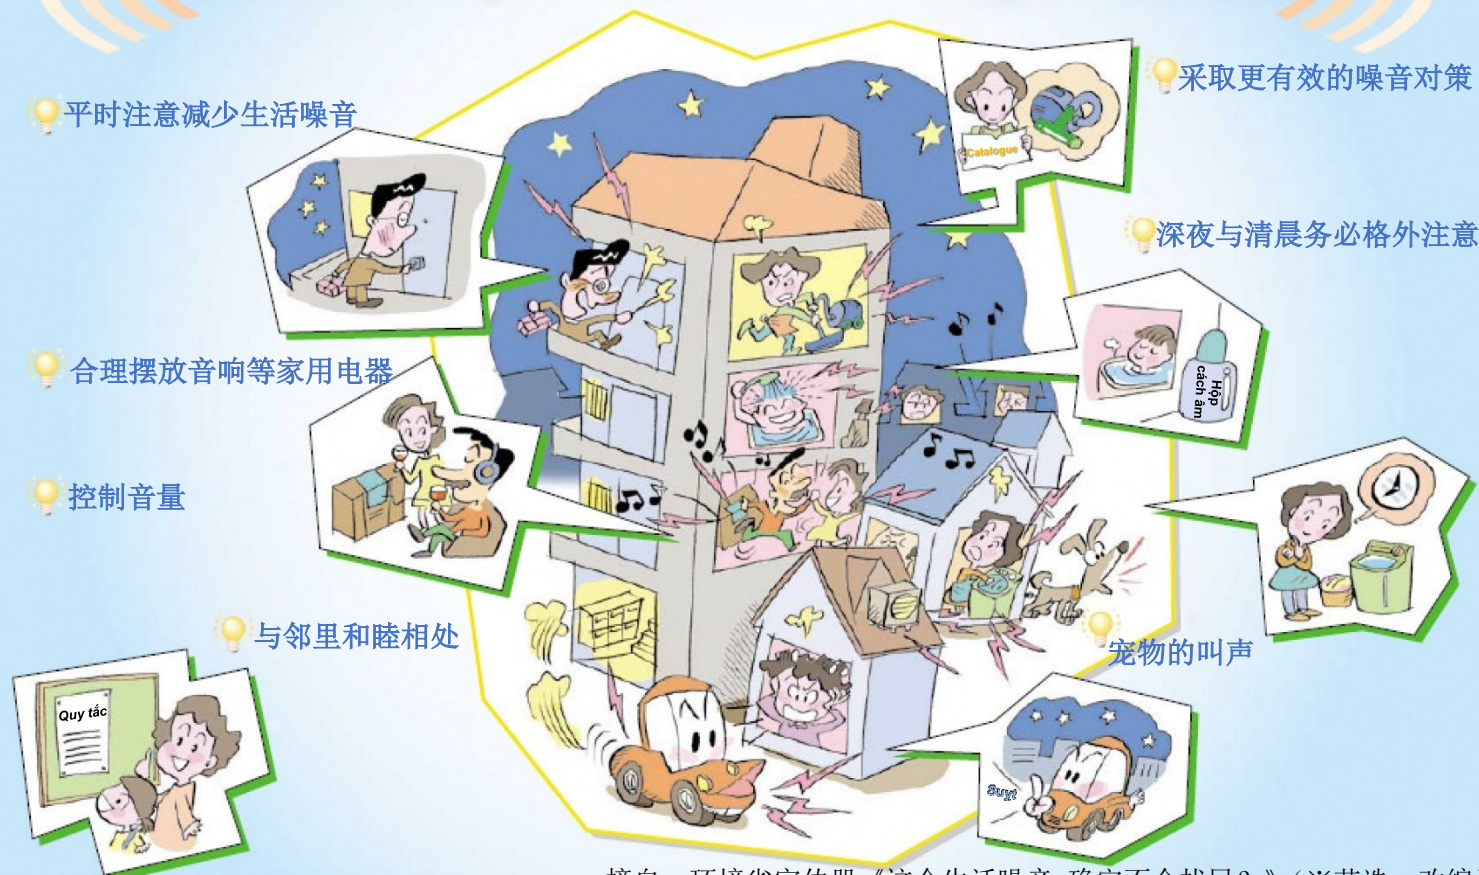 平时注意减少生活噪音
采取更有效的噪音对策
Catalogue
深夜与清晨务必格外注意
合理摆放音响等家用电器
Hộp
cách âm
控制音量
与邻里和睦相处
宠物的叫声
Quy tắc
suỵt